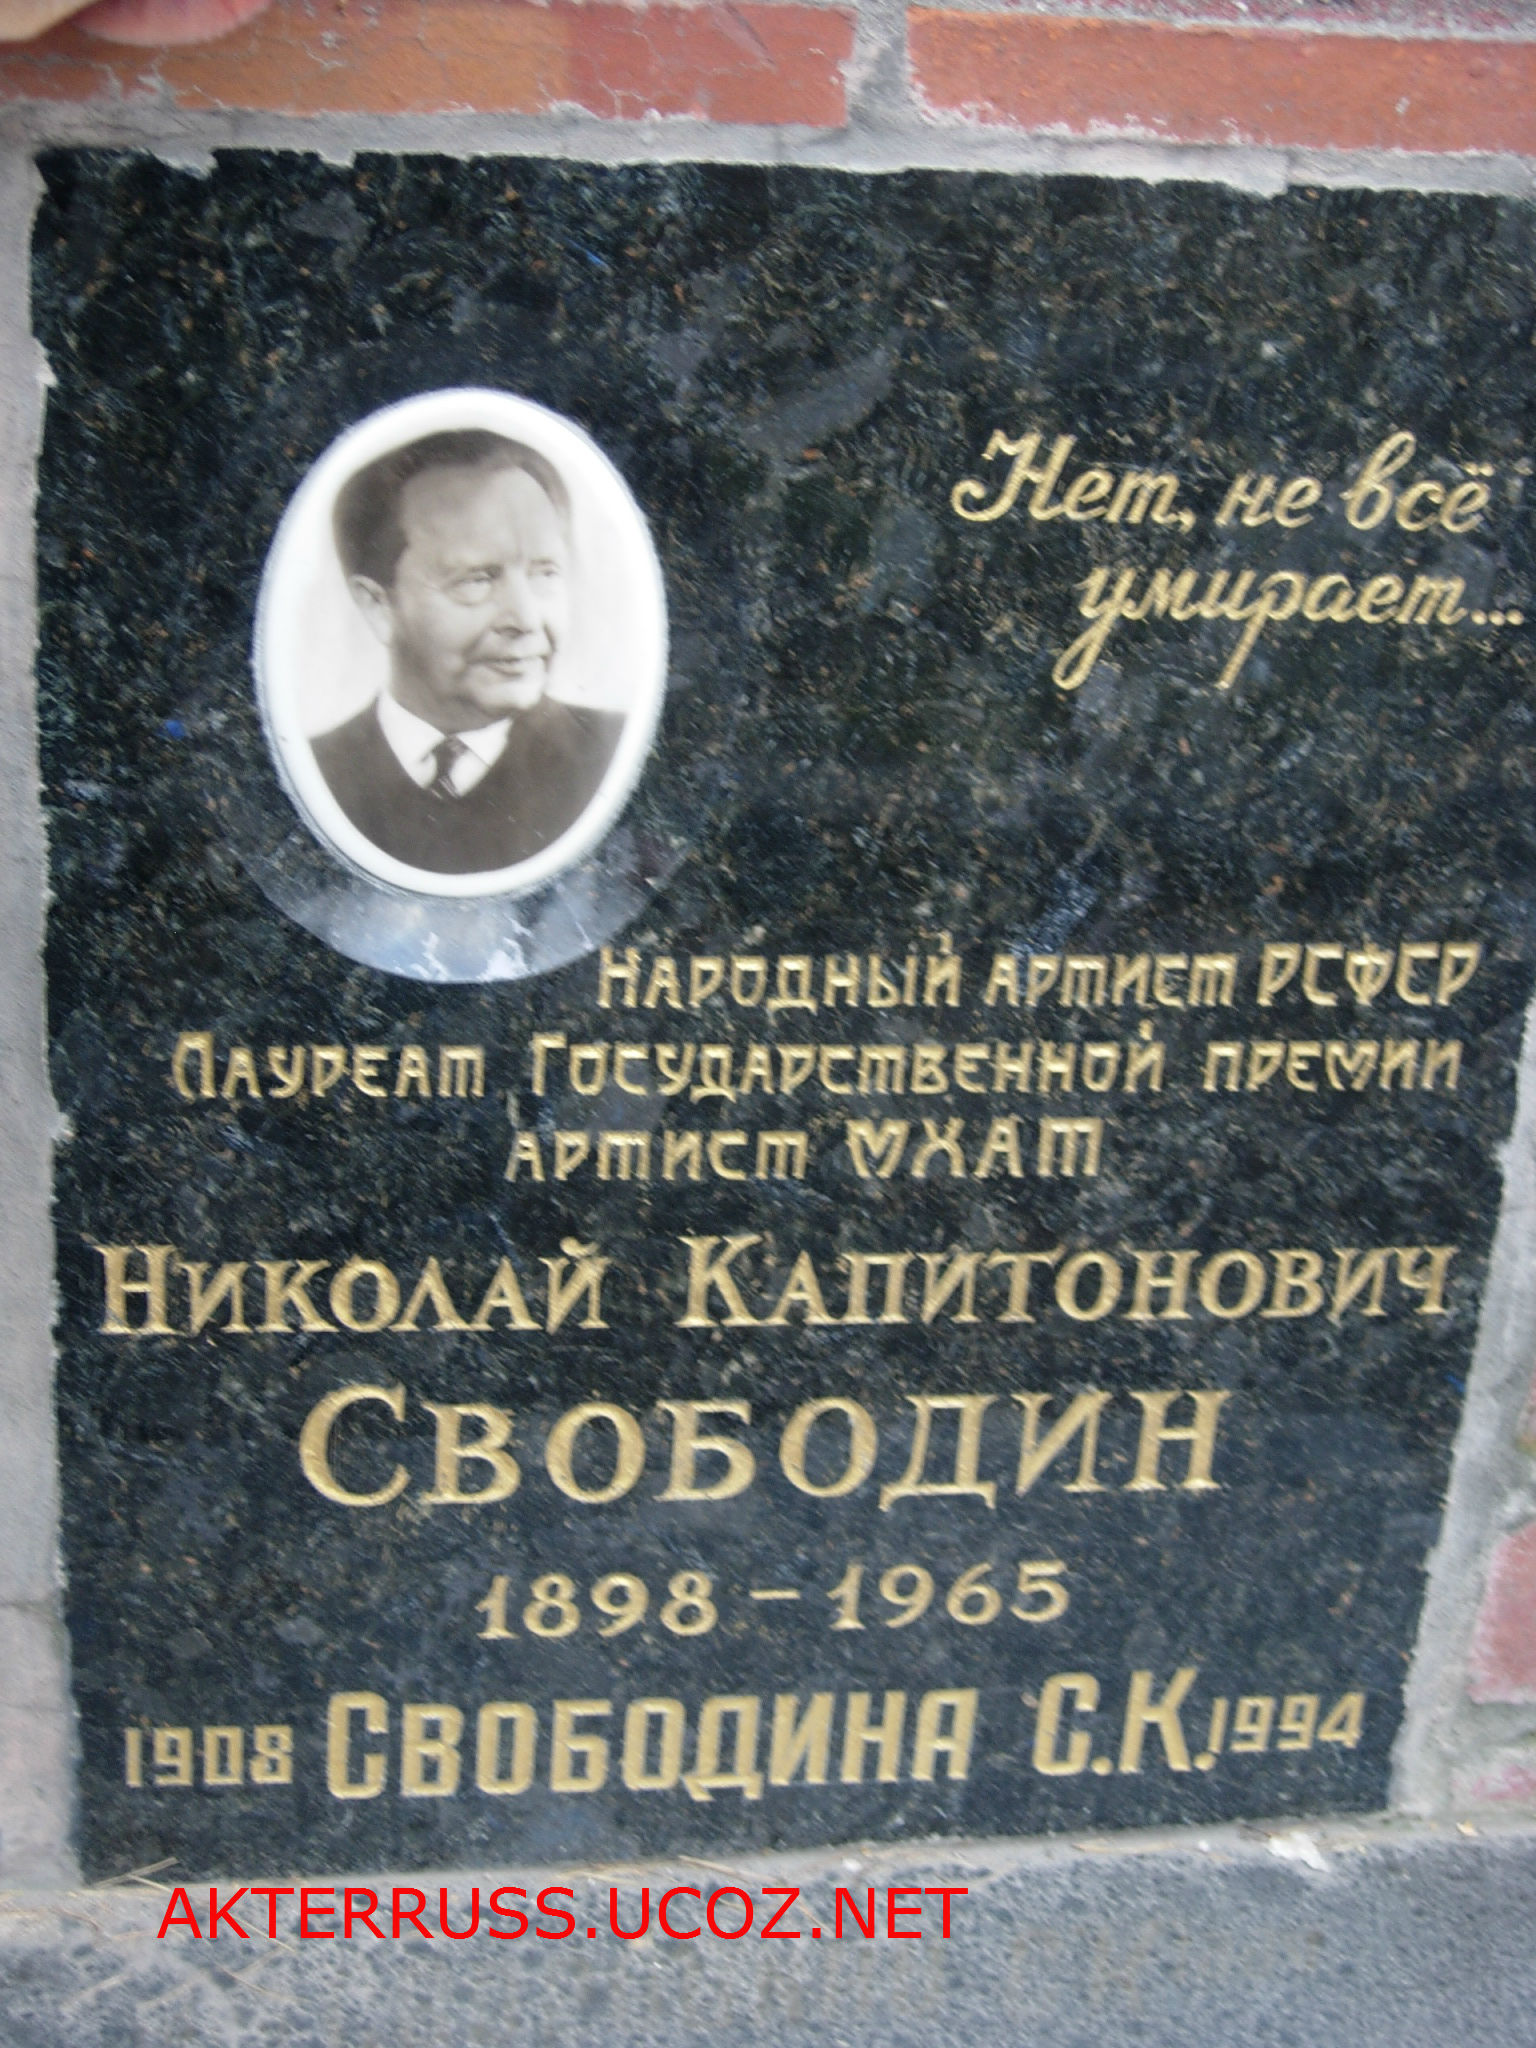 Нет, не всё
умирает...
Народный артист РСФСР
Лауреат Государственной премии
артист МХАТ
Николай Капитонович
Свободин
1898 – 1965
1908 СВОБОДИНА С.К. 1994
AKTERRUSS.UCOZ.NET